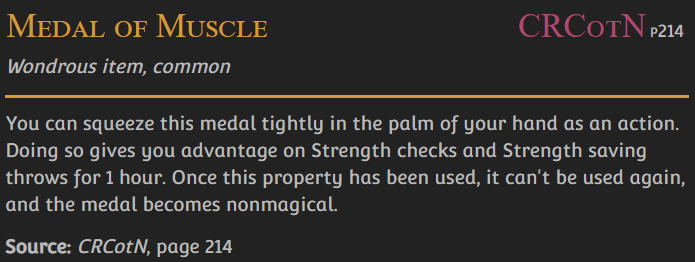 Medal of Muscle CRCotN P214
Wondrous item, common
You can squeeze this medal tightly in the palm of your hand as an action.
Doing so gives you advantage on Strength checks and Strength saving
throws for 1 hour. Once this property has been used, it can't be used again,
and the medal becomes nonmagical.
Source: CRCotN, page 214